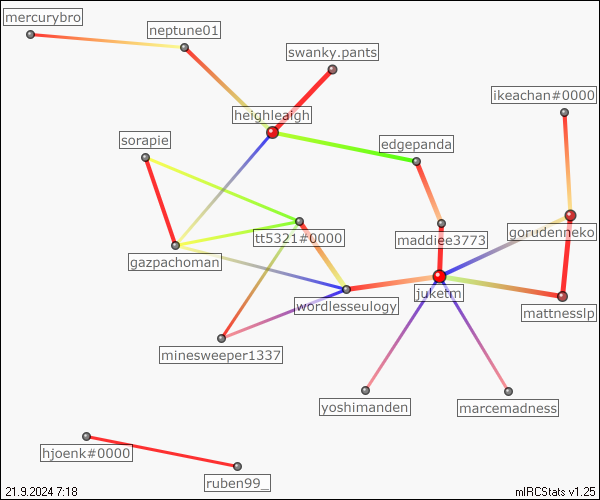 mercurybro
neptune01
swanky.pants
ikeachan#0000
heighleaigh
sorapie
edgepanda
gorudenneko
tt5321#0000
maddiee3773
gazpachoman
juketm
wordlesseulogy
mattnesslp
minesweeper1337
yoshimanden
marcemadness
hjoenk#0000
ruben99_
21.9.2024 7:18
mIRCStats v1.25